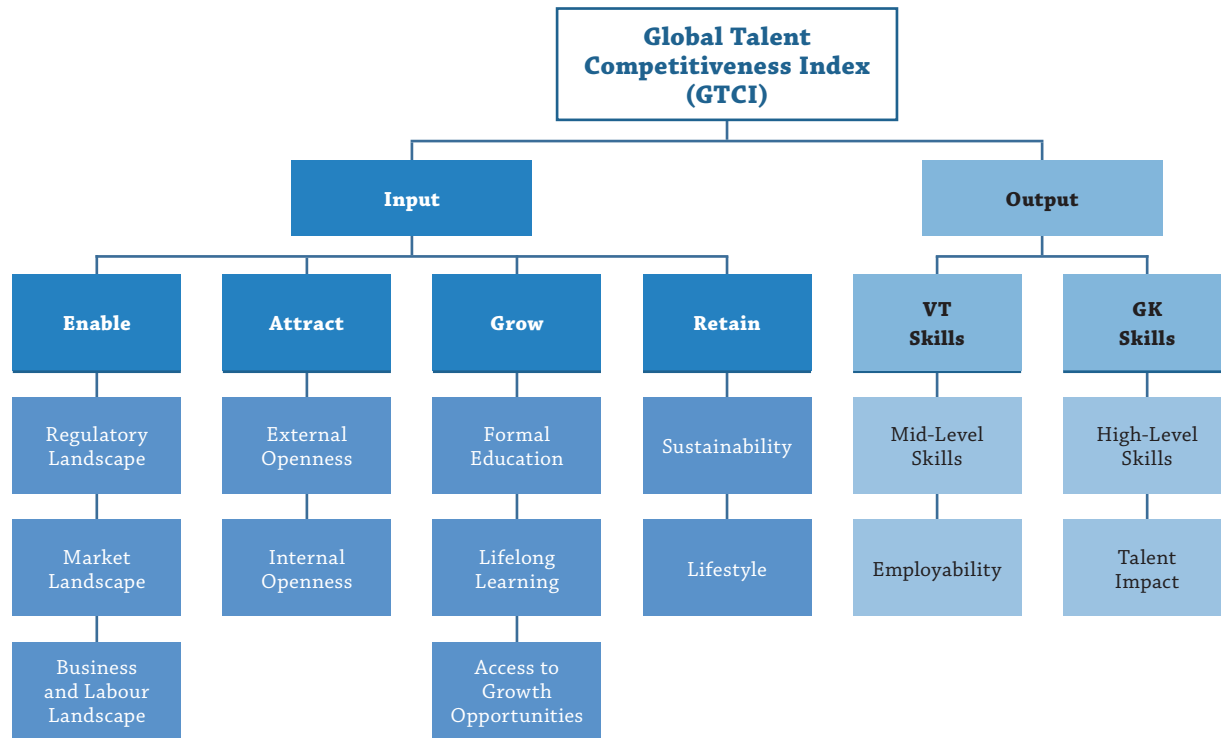 Global Talent
Competitiveness Index
(GTCI)
Input
Output
Enable
Attract
Grow
Retain
VT
Skills
GK
Skills
Regulatory
Landscape
External
Openness
Formal
Education
Sustainability
Mid-Level
Skills
High-Level
Skills
Market
Landscape
Internal
Openness
Lifelong
Learning
Lifestyle
Employability
Talent
Impact
Business
and Labour
Landscape
Access to
Growth
Opportunities